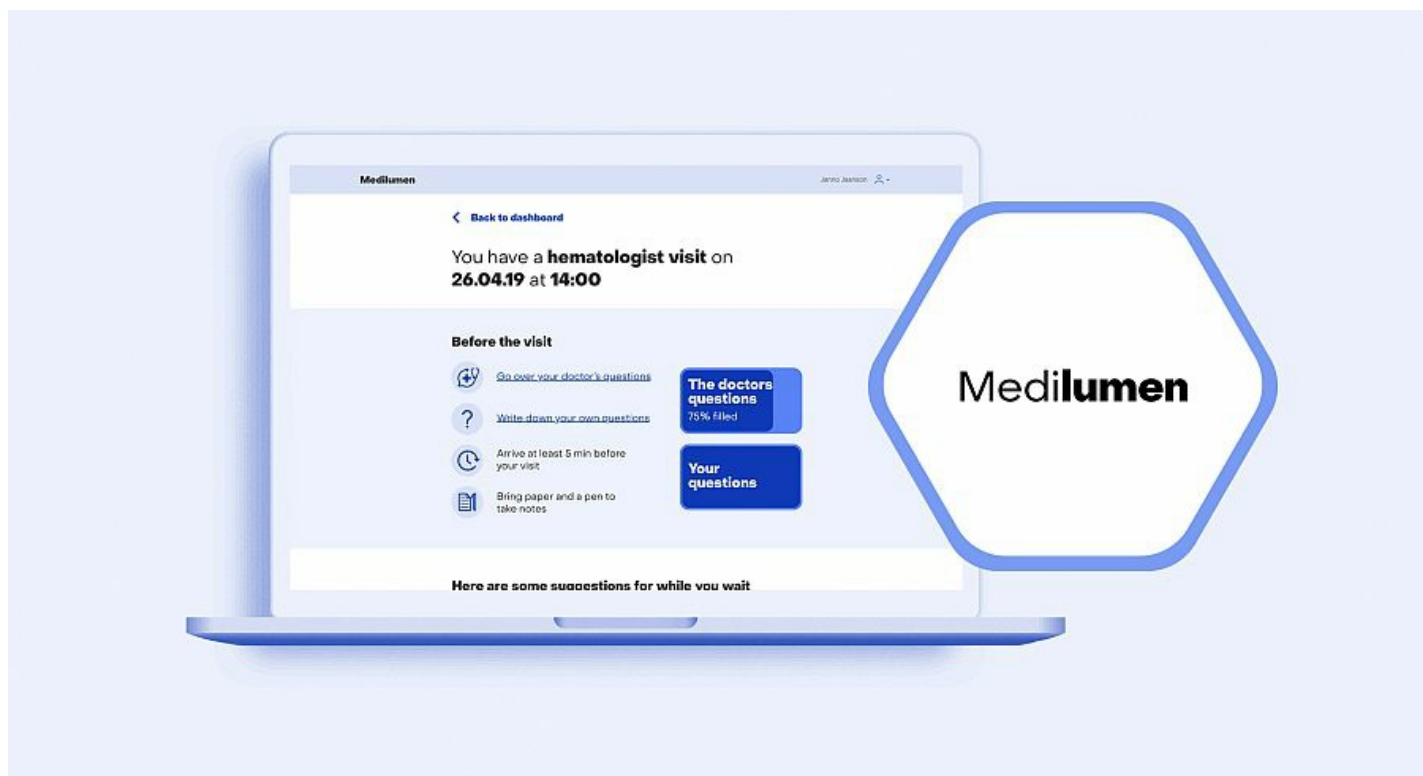 Medilumen
Janno Jaanson
Back to dashboard
You have a hematologist visit on
26.04.19 at 14:00
Before the visit
Go over your doctor's questions
Write down your own questions
Arrive at least 5 min before
your visit
Bring paper and a pen to
take notes
The doctors
questions
75% filled
Your
questions
Here are some suggestions for while you wait
Medilumen